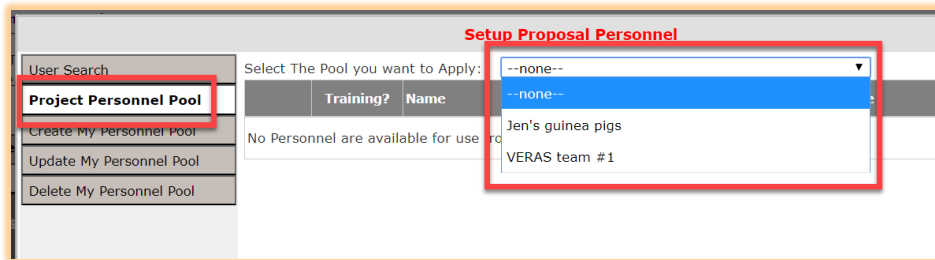 Setup Proposal Personnel
User Search
Project Personnel Pool
Create My Personnel Pool
Update My Personnel Pool
Delete My Personnel Pool
Select The Pool you want to Apply: --none--
Training? Name
No Personnel are available for use
--none--
Jen's guinea pigs
VERAS team #1